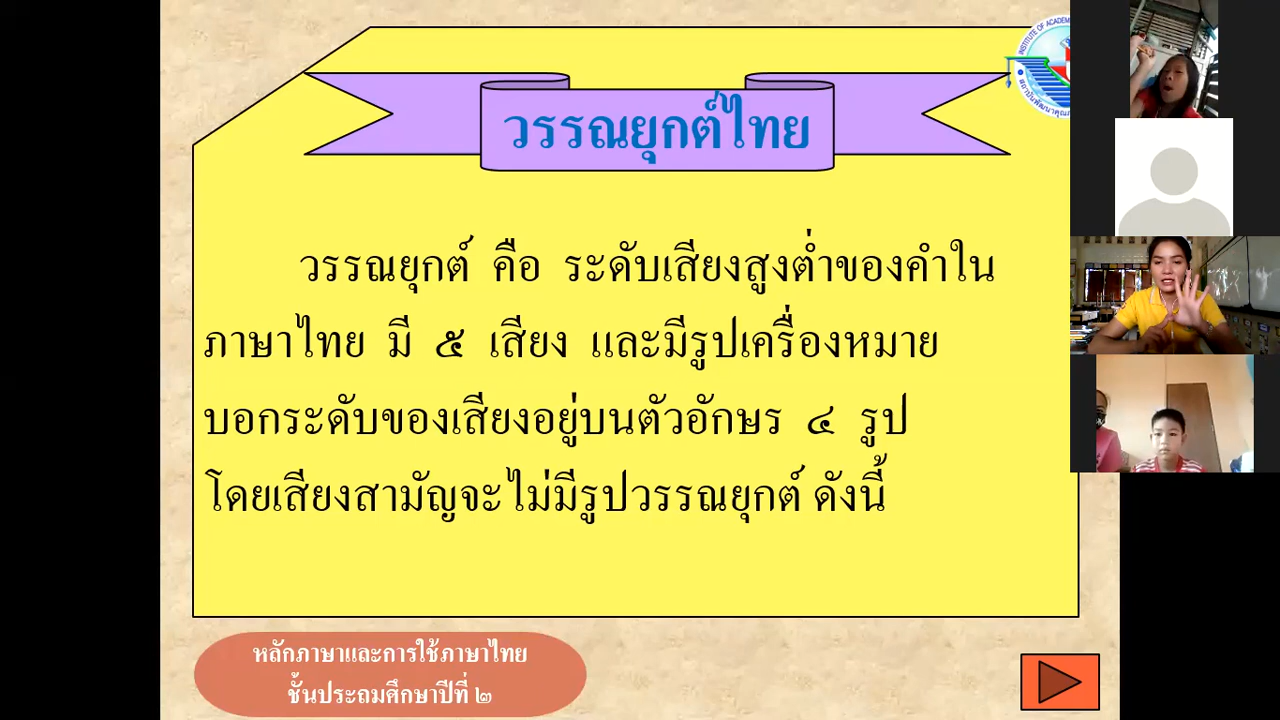 วรรณยุกต์ไทย
วรรณยุกต์ คือ ระดับเสียงสูงต่ำของคำใน
ภาษาไทย มี ๕ เสียง และมีรูปเครื่องหมาย
บอกระดับของเสียงอยู่บนตัวอักษร ๔ รูป
โดยเสียงสามัญจะไม่มีรูปวรรณยุกต์ ดังนี้
หลักภาษาและการใช้ภาษาไทย
ชั้นประถมศึกษาปีที่ ๒
INSTITUTE OF ACADEM